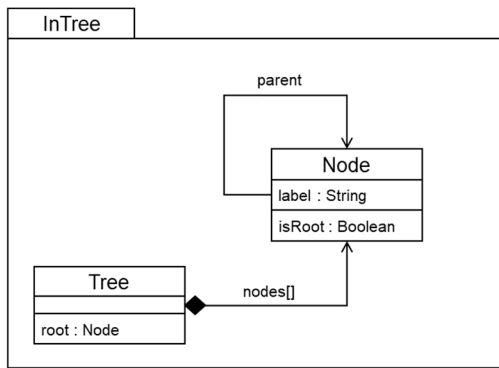 InTree
parent
Node
label : String
isRoot : Boolean
Tree
nodes[]
root : Node